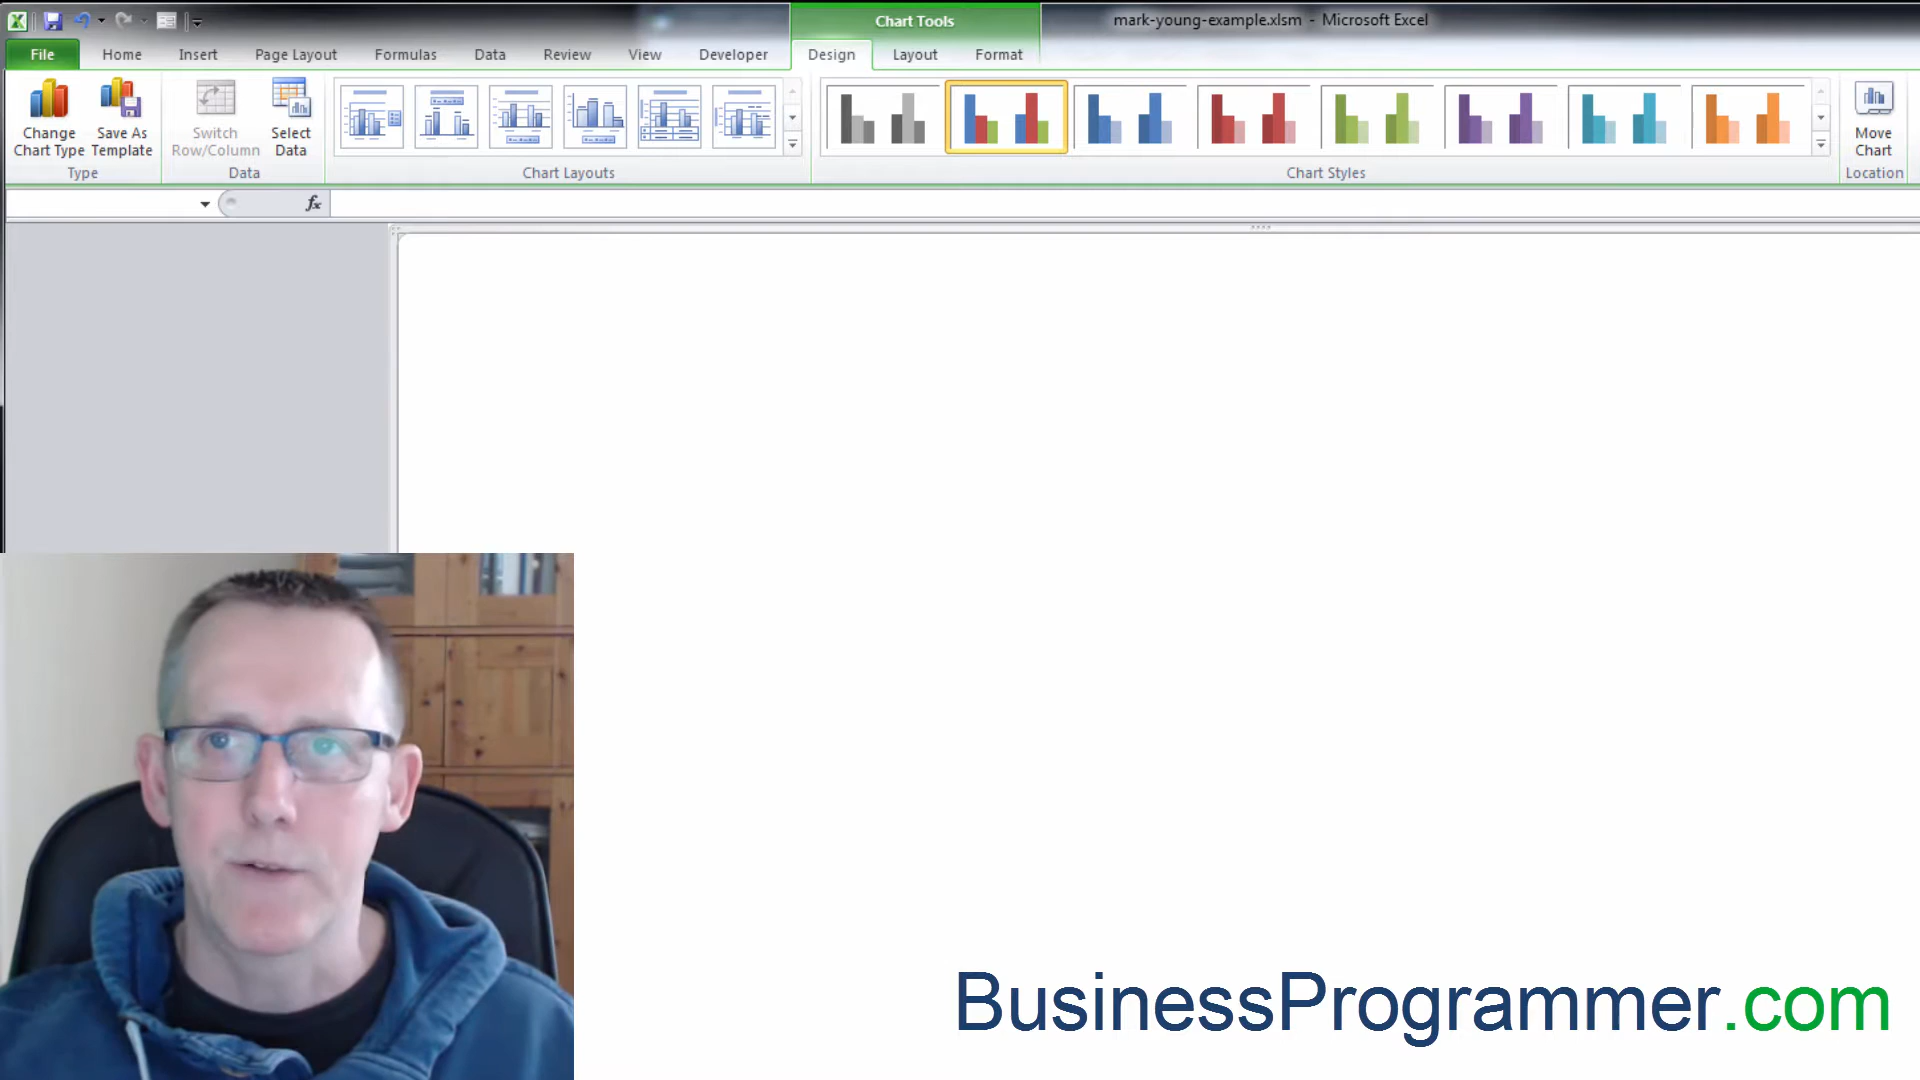 Chart Tools
mark-young-example.xlsm - Microsoft Excel
File
Home
Insert
Page Layout
Formulas
Data
Review
View
Developer
Design
Layout
Format
Change
Chart Type
Save As
Template
Switch
Row/Column
Select
Data
Move
Chart
Type
Data
Chart Layouts
Chart Styles
Location
fx
BusinessProgrammer.com